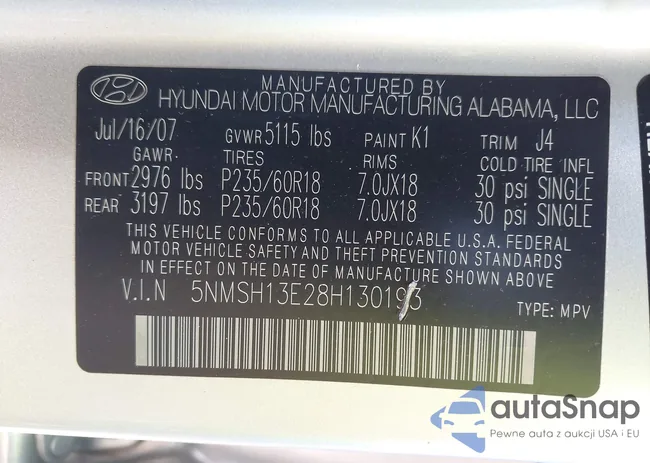 MANUFACTURED BY
HYUNDAI MOTOR MANUFACTURING ALABAMA, LLC
Jul/16/07 GVWR 5115 lbs PAINT K1 TRIM J4
GAWR TIRES RIMS COLD TIRE INFL
FRONT 2976 lbs P235/60R18 7.0JX18 30 psi SINGLE
REAR 3197 lbs P235/60R18 7.0JX18 30 psi SINGLE
THIS VEHICLE CONFORMS TO ALL APPLICABLE U.S.A. FEDERAL
MOTOR VEHICLE SAFETY AND THEFT PREVENTION STANDARDS
IN EFFECT ON THE DATE OF MANUFACTURE SHOWN ABOVE.
V.I.N 5NMSH13E28H130193
TYPE: MPV
autaSnap
Pewne auta z aukcji USA i EU